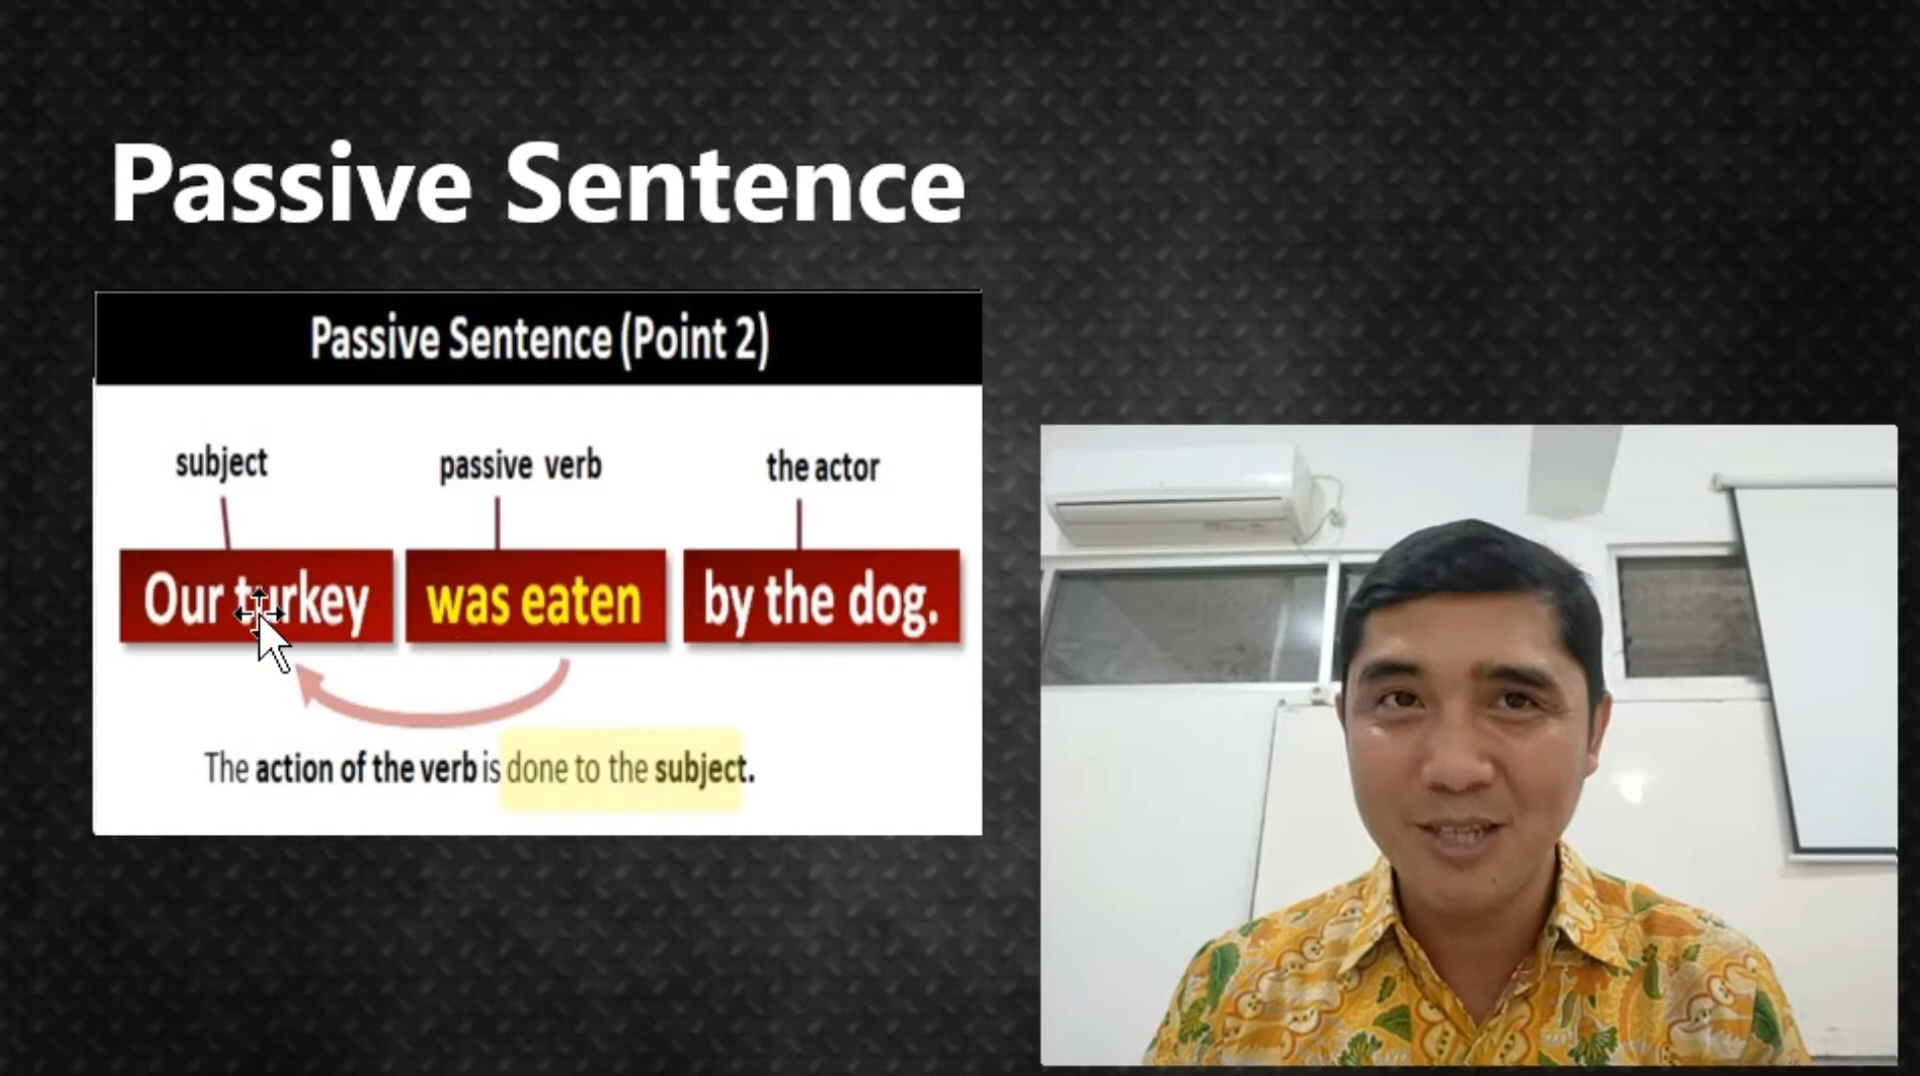 Passive Sentence
Passive Sentence (Point 2)
subject passive verb the actor
Our turkey was eaten by the dog.
The action of the verb is done to the subject.